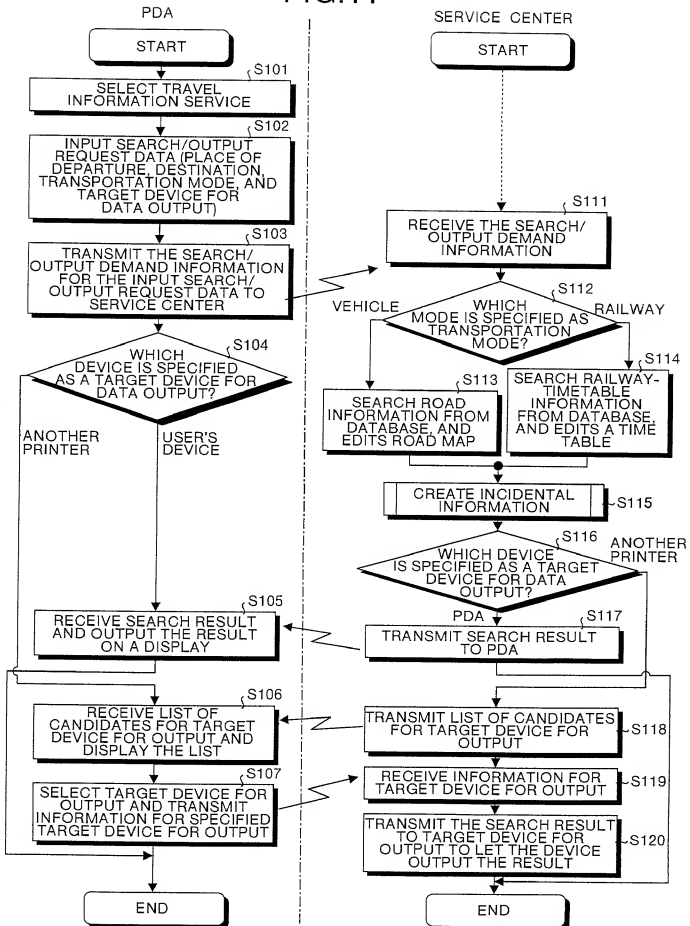 PDA
START
S101
SELECT TRAVEL
INFORMATION SERVICE
S102
INPUT SEARCH/OUTPUT
REQUEST DATA (PLACE OF
DEPARTURE, DESTINATION,
TRANSPORTATION MODE, AND
TARGET DEVICE FOR
DATA OUTPUT)
S103
TRANSMIT THE SEARCH/
OUTPUT DEMAND INFORMATION
FOR THE INPUT SEARCH/
OUTPUT REQUEST DATA TO
SERVICE CENTER
S104
WHICH
DEVICE IS SPECIFIED
AS A TARGET DEVICE FOR
DATA OUTPUT?
ANOTHER
PRINTER
USER'S
DEVICE
S105
RECEIVE SEARCH RESULT
AND OUTPUT THE RESULT
ON A DISPLAY
S106
RECEIVE LIST OF
CANDIDATES FOR TARGET
DEVICE FOR OUTPUT AND
DISPLAY THE LIST
S107
SELECT TARGET DEVICE FOR
OUTPUT AND TRANSMIT
INFORMATION FOR SPECIFIED
TARGET DEVICE FOR OUTPUT
END
SERVICE CENTER
START
S111
RECEIVE THE SEARCH/
OUTPUT DEMAND
INFORMATION
S112
VEHICLE
WHICH
MODE IS SPECIFIED AS
TRANSPORTATION
MODE?
RAILWAY
S113
SEARCH ROAD
INFORMATION FROM
DATABASE, AND
EDITS ROAD MAP
S114
SEARCH RAILWAY-
TIMETABLE
INFORMATION
FROM DATABASE,
AND EDITS A TIME
TABLE
CREATE INCIDENTAL
INFORMATION
S115
S116
WHICH DEVICE
IS SPECIFIED AS A TARGET
DEVICE FOR DATA
OUTPUT?
ANOTHER
PRINTER
PDA
S117
TRANSMIT SEARCH RESULT
TO PDA
TRANSMIT LIST OF CANDIDATES
FOR TARGET DEVICE FOR
OUTPUT
S118
RECEIVE INFORMATION FOR
TARGET DEVICE FOR OUTPUT
S119
TRANSMIT THE SEARCH RESULT
TO TARGET DEVICE FOR
OUTPUT TO LET THE DEVICE
OUTPUT THE RESULT
S120
END